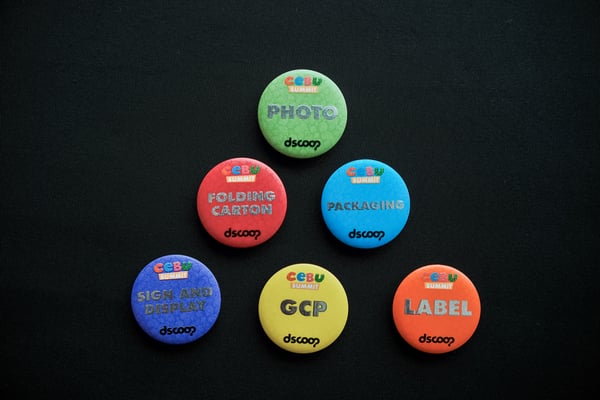 CEBU
SUMMIT
PHOTO
dscoop
CEBU
SUMMIT
FOLDING
CARTON
dscoop
CEBU
SUMMIT
PACKAGING
dscoop
CEBU
SUMMIT
SIGN AND
DISPLAY
dscoop
CEBU
SUMMIT
GCP
dscoop
CEBU
SUMMIT
LABEL
dscoop